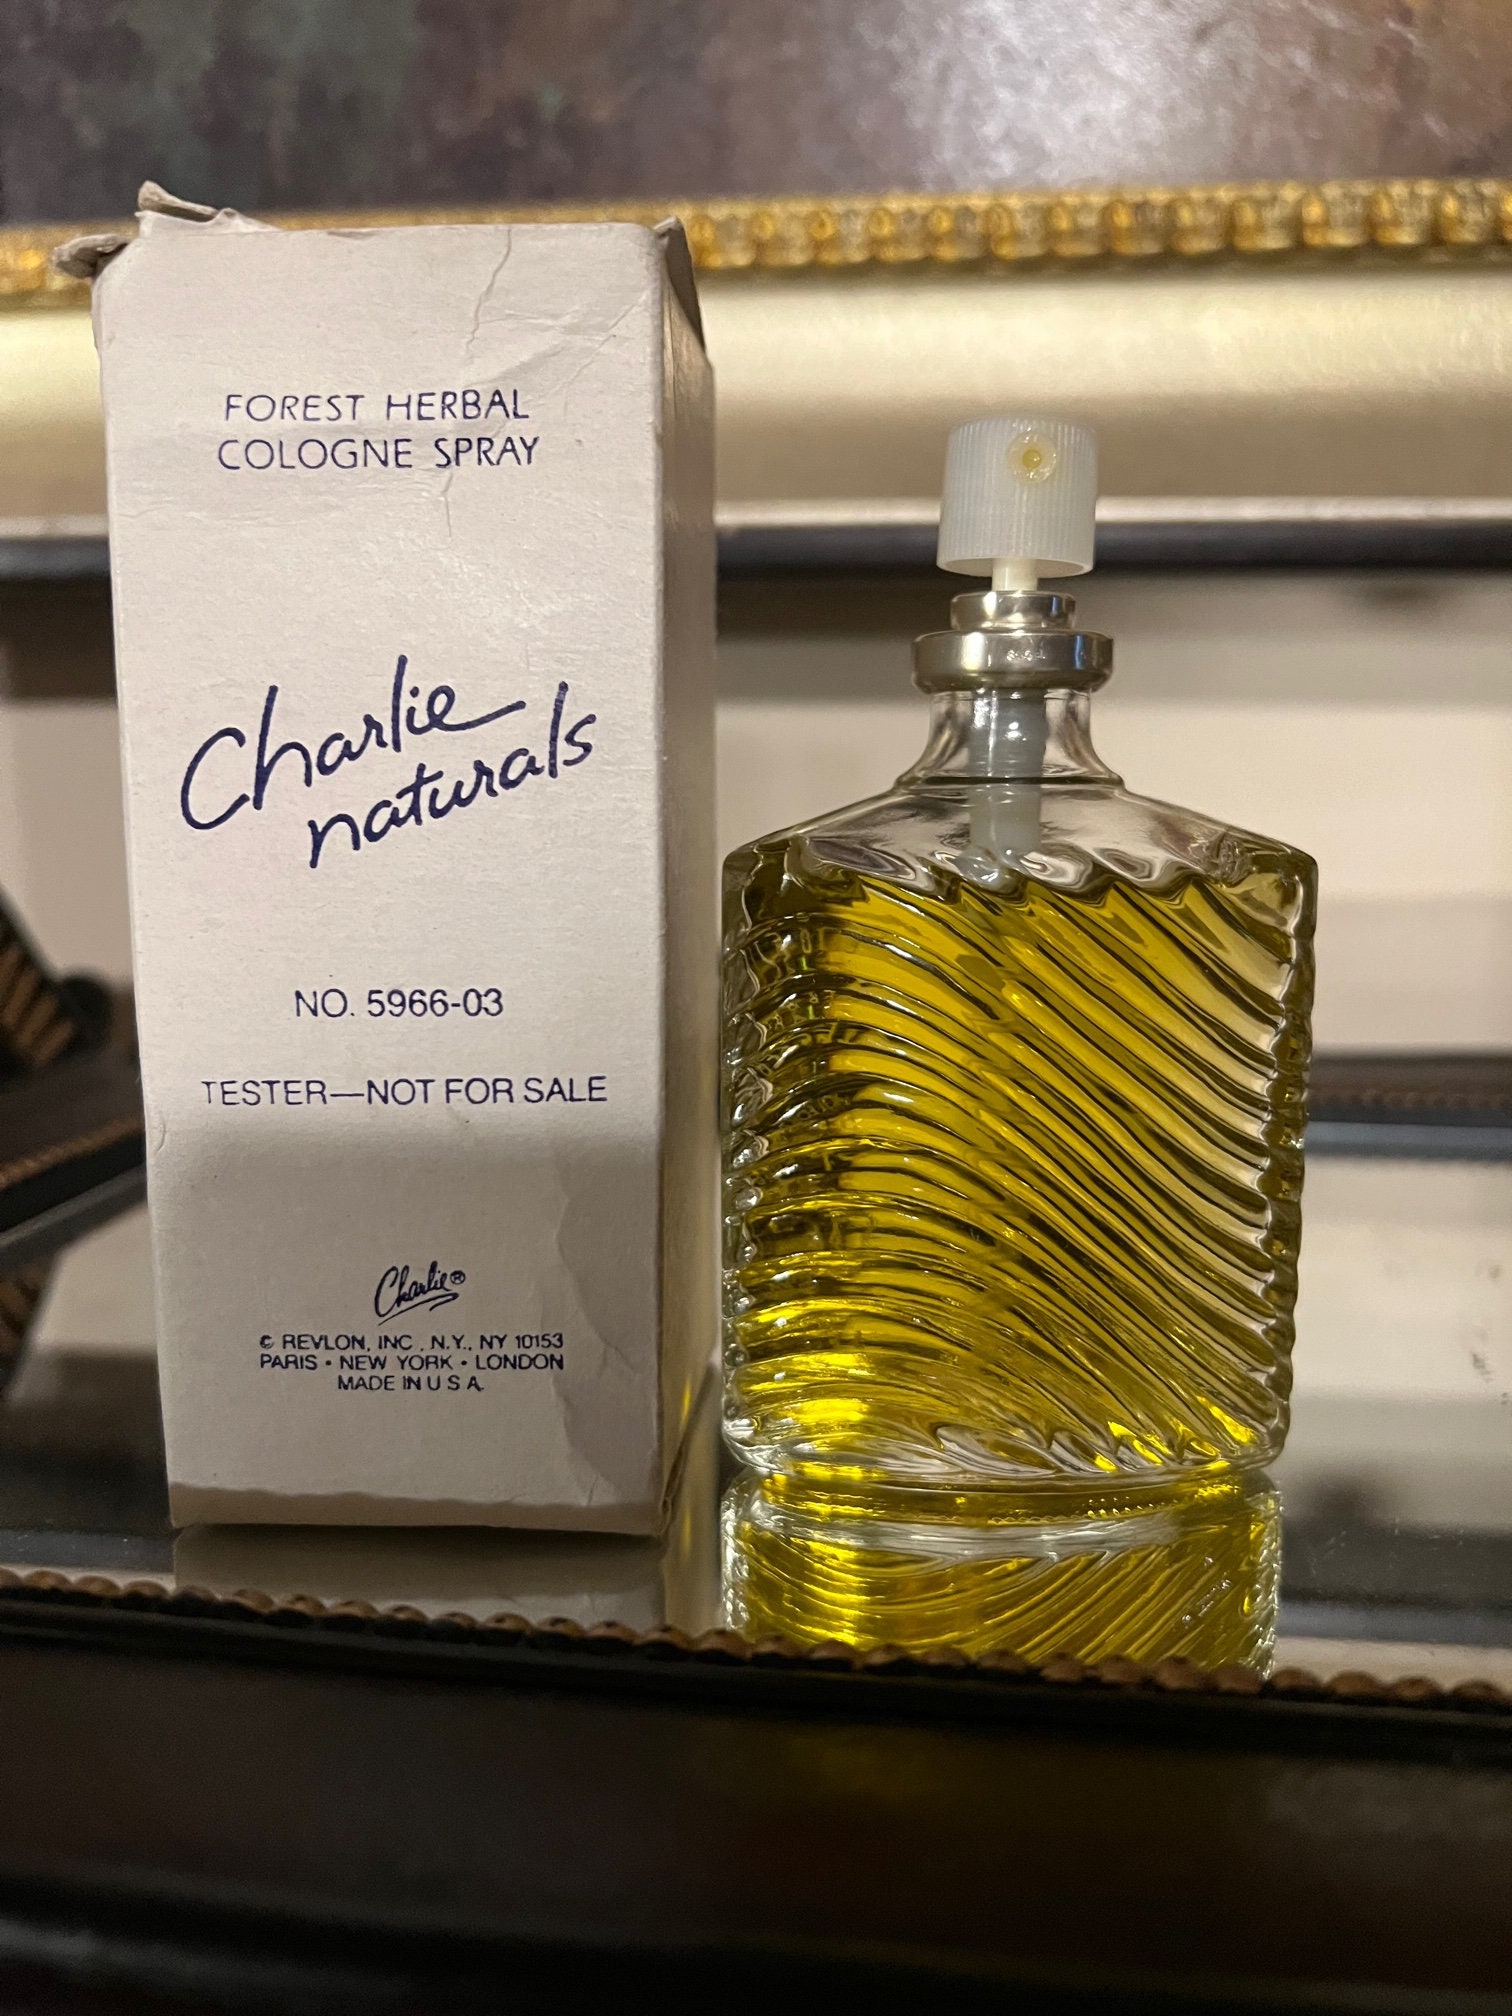 FOREST HERBAL
COLOGNE SPRAY
Charlie
naturals
NO. 5966-03
TESTER—NOT FOR SALE
Charlie®
© REVLON, INC., N.Y., NY 10153
PARIS • NEW YORK • LONDON
MADE IN U S A